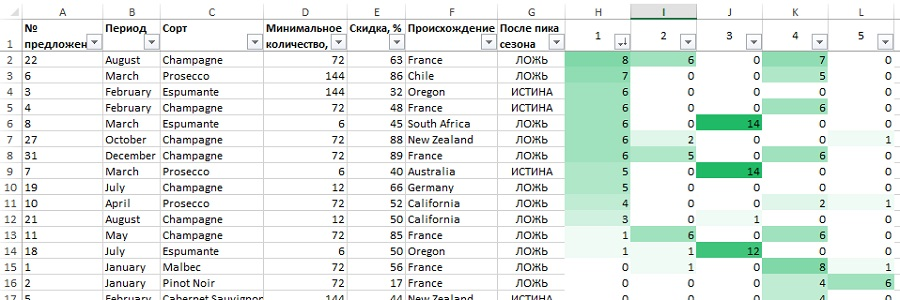 A B C D E F G H I J K L
№ Период Сорт Минимальное Скидка, % Происхождение После пика
1 предложен количество, сезона 1 2 3 4 5
2 22 August Champagne 72 63 France ЛОЖЬ 8 6 0 7 0
3 6 March Prosecco 144 86 Chile ЛОЖЬ 7 0 0 5 0
4 3 February Espumante 144 32 Oregon ИСТИНА 6 0 0 0 0
5 4 February Champagne 72 48 France ИСТИНА 6 0 0 6 0
6 8 March Espumante 6 45 South Africa ЛОЖЬ 6 0 14 0 0
7 27 October Champagne 72 88 New Zealand ЛОЖЬ 6 2 0 0 1
8 31 December Champagne 72 89 France ЛОЖЬ 6 5 0 6 0
9 7 March Prosecco 6 40 Australia ИСТИНА 5 0 14 0 0
10 19 July Champagne 12 66 Germany ЛОЖЬ 5 0 0 0 0
11 10 April Prosecco 72 52 California ЛОЖЬ 4 0 0 2 1
12 21 August Champagne 12 50 California ЛОЖЬ 3 0 1 0 0
13 11 May Champagne 72 85 France ЛОЖЬ 1 6 0 6 0
14 18 July Espumante 6 50 Oregon ЛОЖЬ 1 1 12 0 0
15 1 January Malbec 72 56 France ЛОЖЬ 0 1 0 8 1
16 2 January Pinot Noir 72 17 France ЛОЖЬ 0 0 0 4 6
17 5 February Cabernet Sauvignon 144 44 New Zealand ИСТИНА 0 0 0 4 0